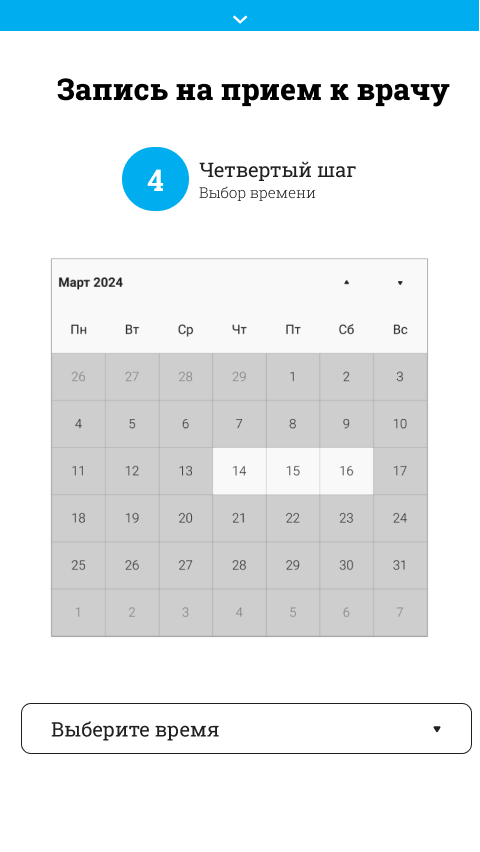 Запись на прием к врачу
4
Четвертый шаг
Выбор времени
Март 2024
Пн Вт Ср Чт Пт Сб Вс
26 27 28 29 1 2 3
4 5 6 7 8 9 10
11 12 13 14 15 16 17
18 19 20 21 22 23 24
25 26 27 28 29 30 31
1 2 3 4 5 6 7
Выберите время